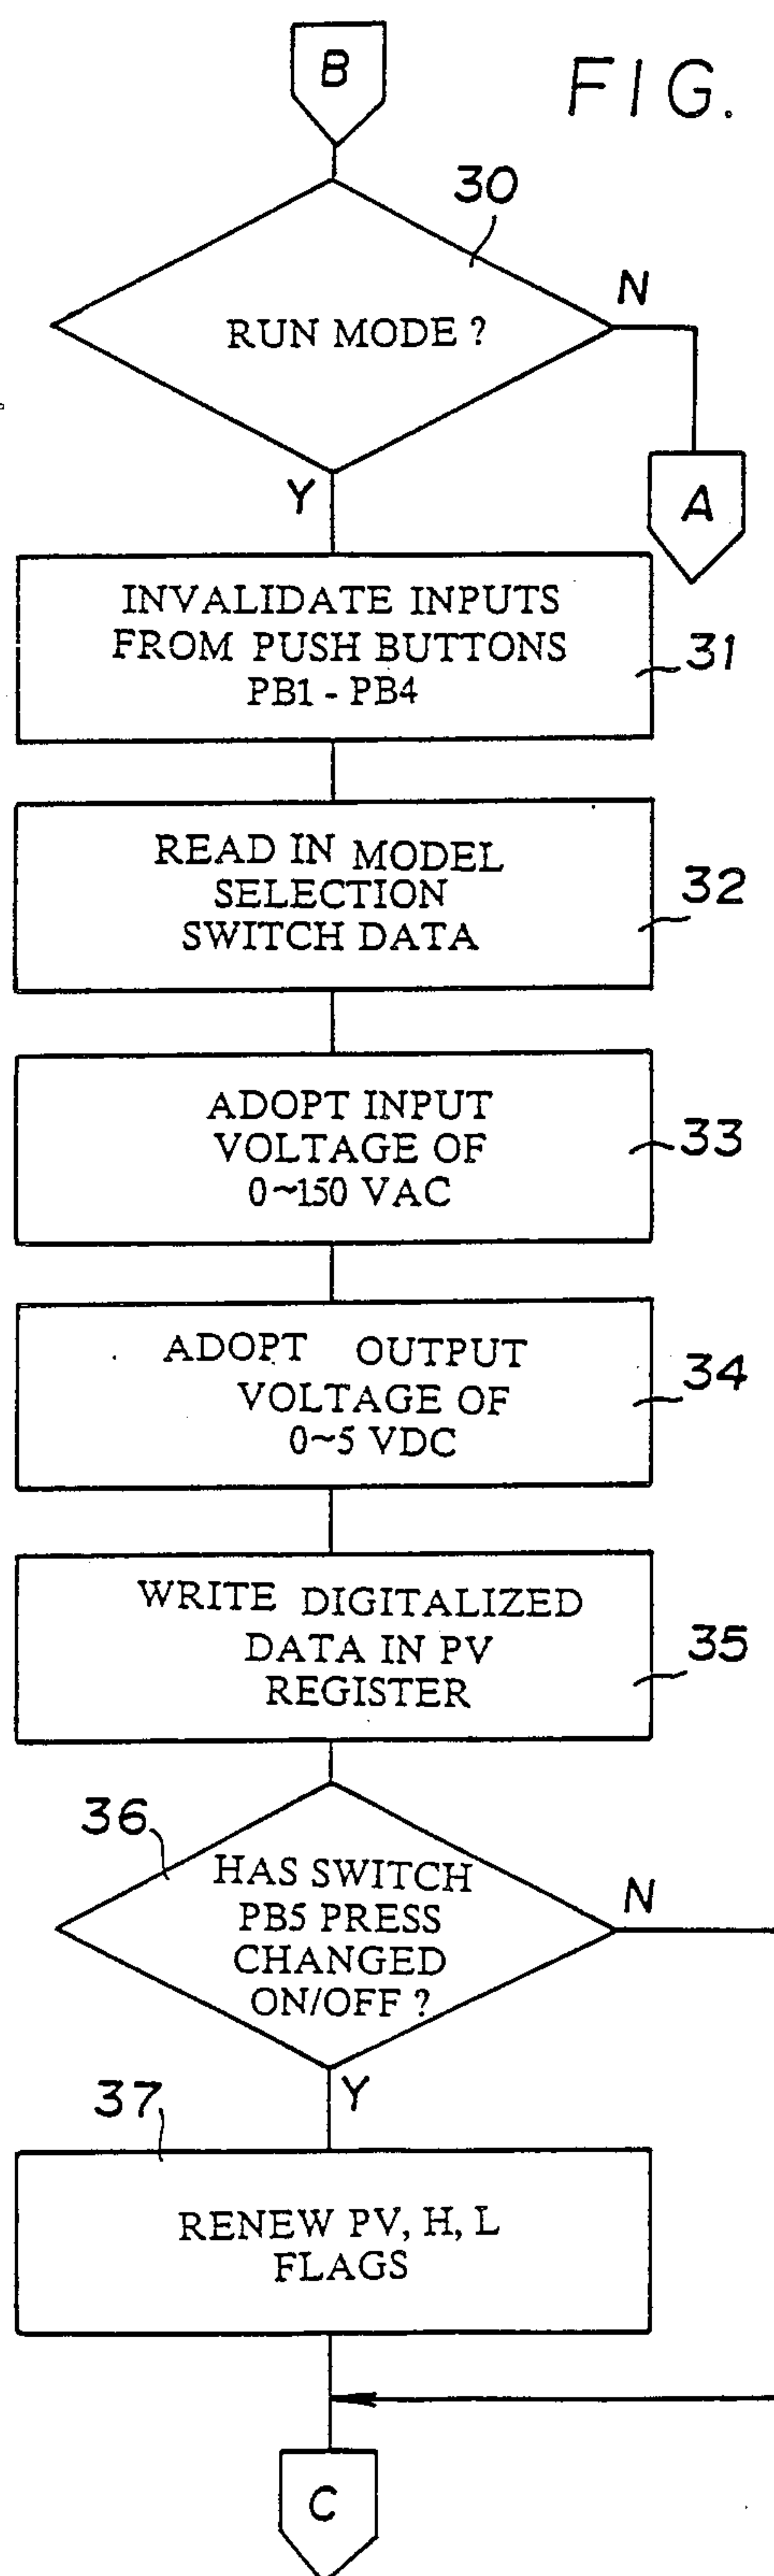 B
FIG.
30
RUN MODE ?
N
Y
A
INVALIDATE INPUTS
FROM PUSH BUTTONS
PB1 - PB4
31
READ IN MODEL
SELECTION
SWITCH DATA
32
ADOPT INPUT
VOLTAGE OF
0~150 VAC
33
ADOPT OUTPUT
VOLTAGE OF
0~5 VDC
34
WRITE DIGITALIZED
DATA IN PV
REGISTER
35
36
HAS SWITCH
PB5 PRESS
CHANGED
ON/OFF ?
N
Y
37
RENEW PV, H, L
FLAGS
C